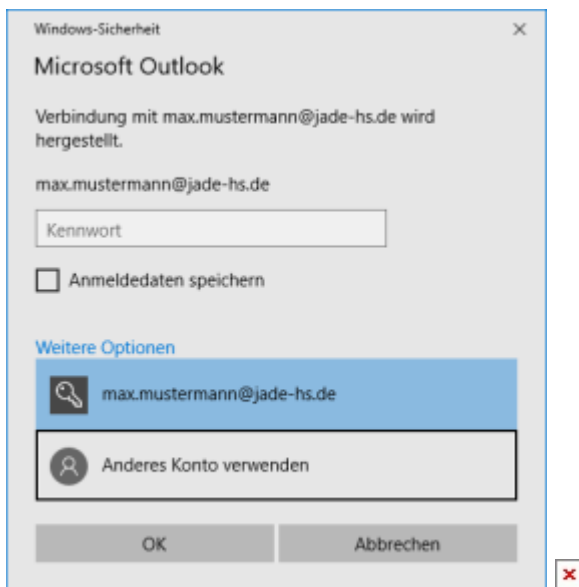 Windows-Sicherheit
Microsoft Outlook
Verbindung mit max.mustermann@jade-hs.de wird
hergestellt.
max.mustermann@jade-hs.de
Kennwort
Anmeldedaten speichern
Weitere Optionen
max.mustermann@jade-hs.de
Anderes Konto verwenden
OK Abbrechen